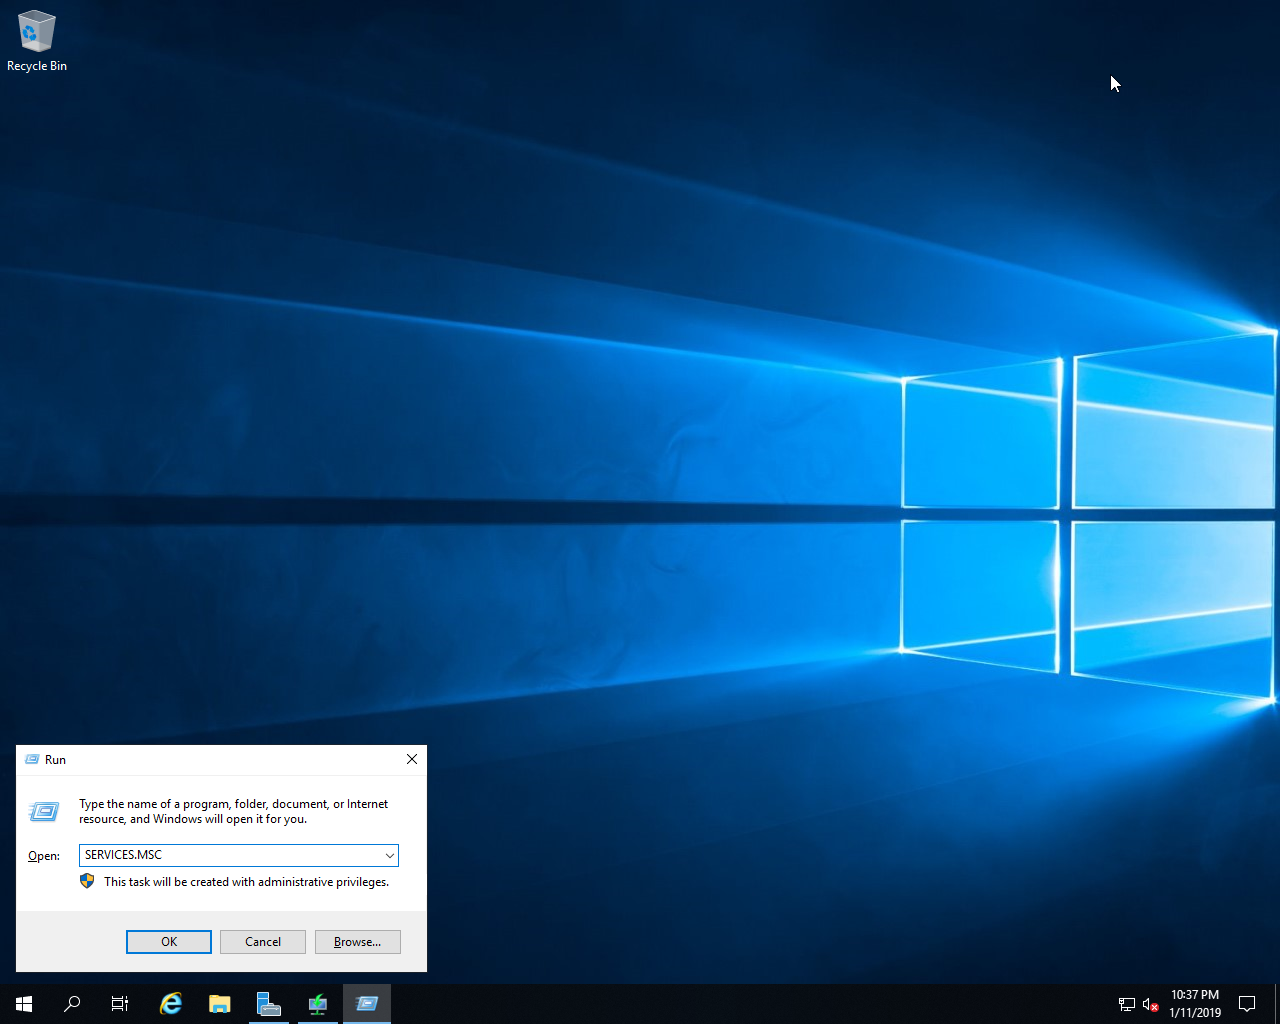 Recycle Bin
Run
Type the name of a program, folder, document, or Internet
resource, and Windows will open it for you.
Open:
SERVICES.MSC
This task will be created with administrative privileges.
OK
Cancel
Browse...
10:37 PM
1/11/2019